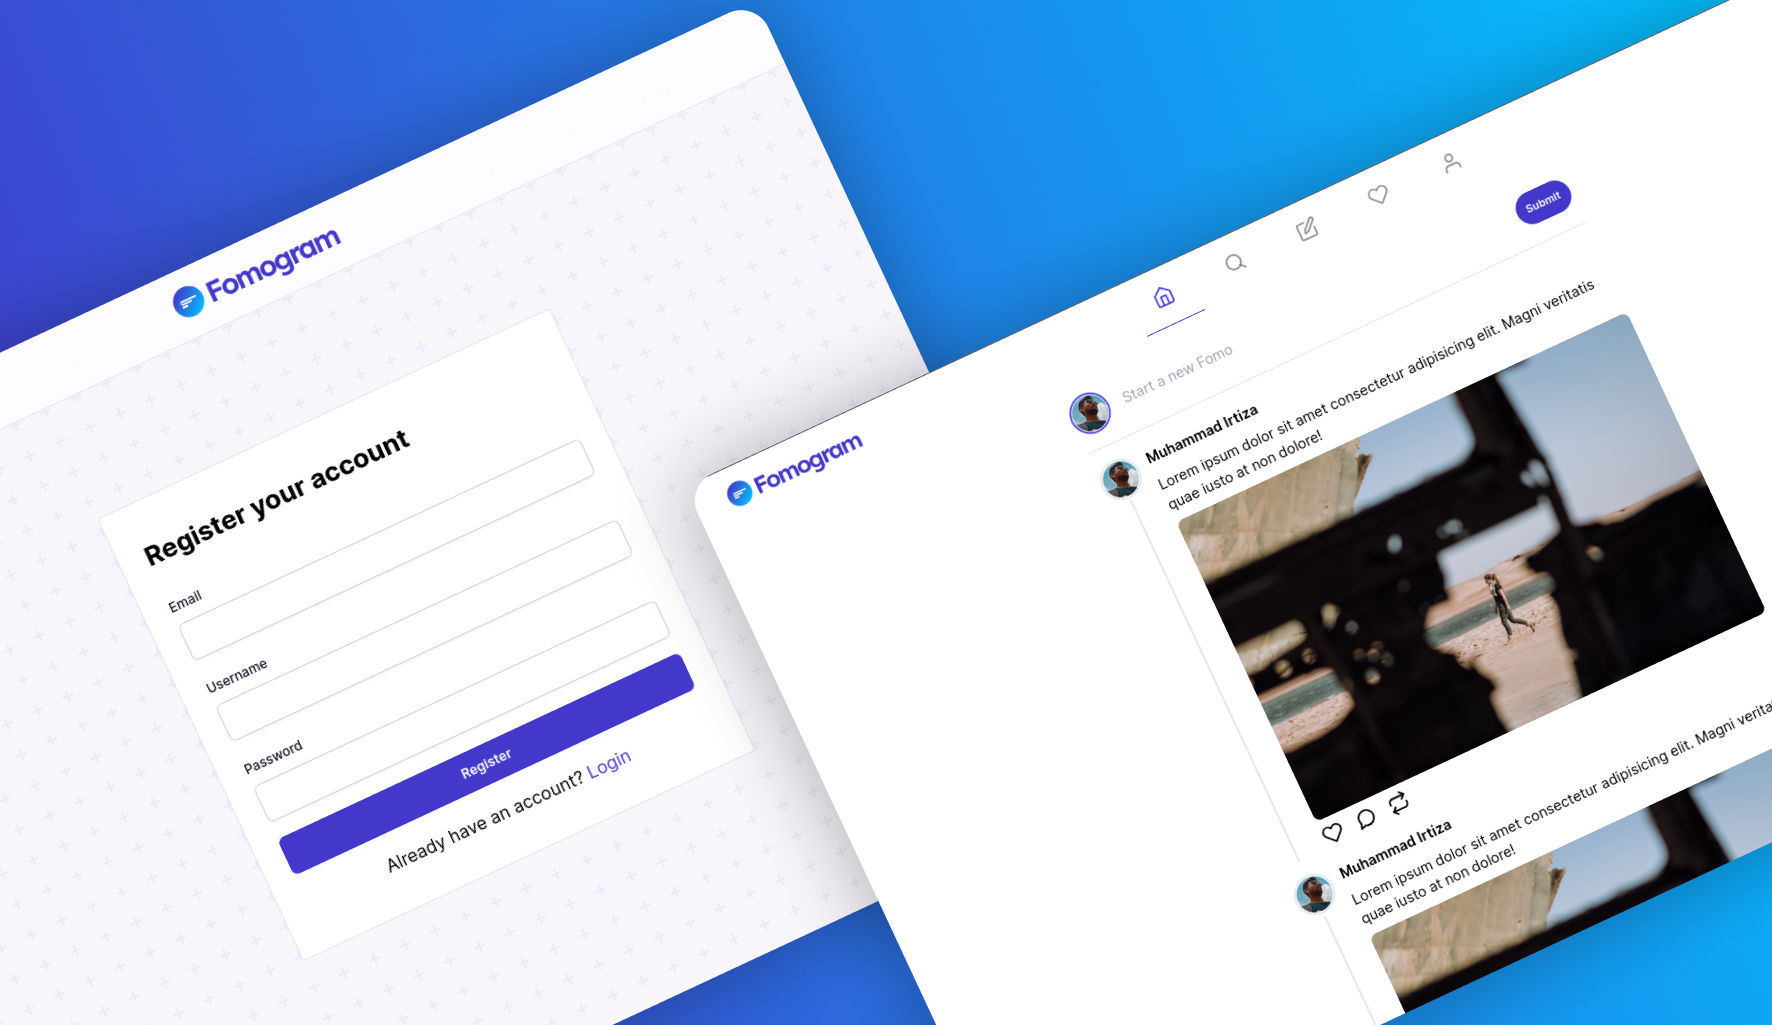 Fomogram
Register your account
Email
Username
Password
Register
Already have an account? Login
Fomogram
Submit
Start a new Fomo
Muhammad Irtiza
Lorem ipsum dolor sit amet consectetur adipisicing elit. Magni veritatis
quae iusto at non dolore!
Muhammad Irtiza
Lorem ipsum dolor sit amet consectetur adipisicing elit. Magni
quae iusto at non dolore!